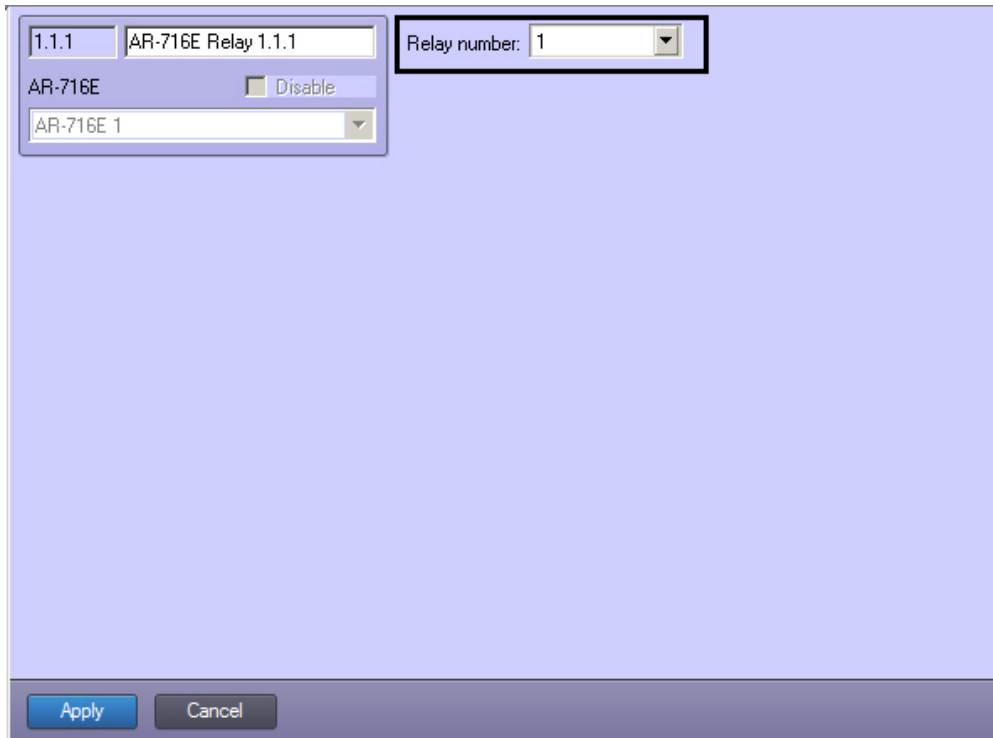 1.1.1 AR-716E Relay 1.1.1
AR-716E Disable
AR-716E 1
Relay number: 1
Apply Cancel